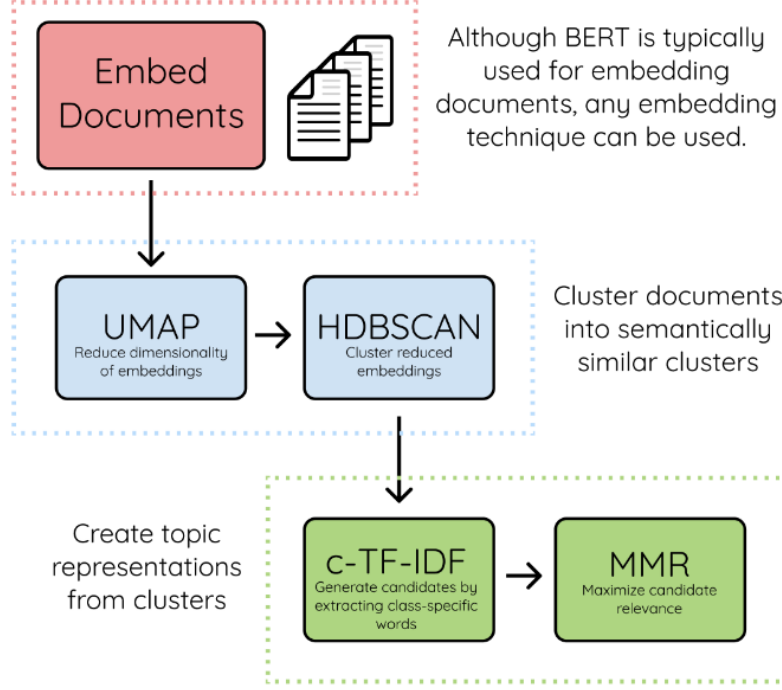 Embed
Documents
Although BERT is typically
used for embedding
documents, any embedding
technique can be used.
UMAP
Reduce dimensionality
of embeddings
HDBSCAN
Cluster reduced
embeddings
Cluster documents
into semantically
similar clusters
Create topic
representations
from clusters
c-TF-IDF
Generate candidates by
extracting class-specific
words
MMR
Maximize candidate
relevance